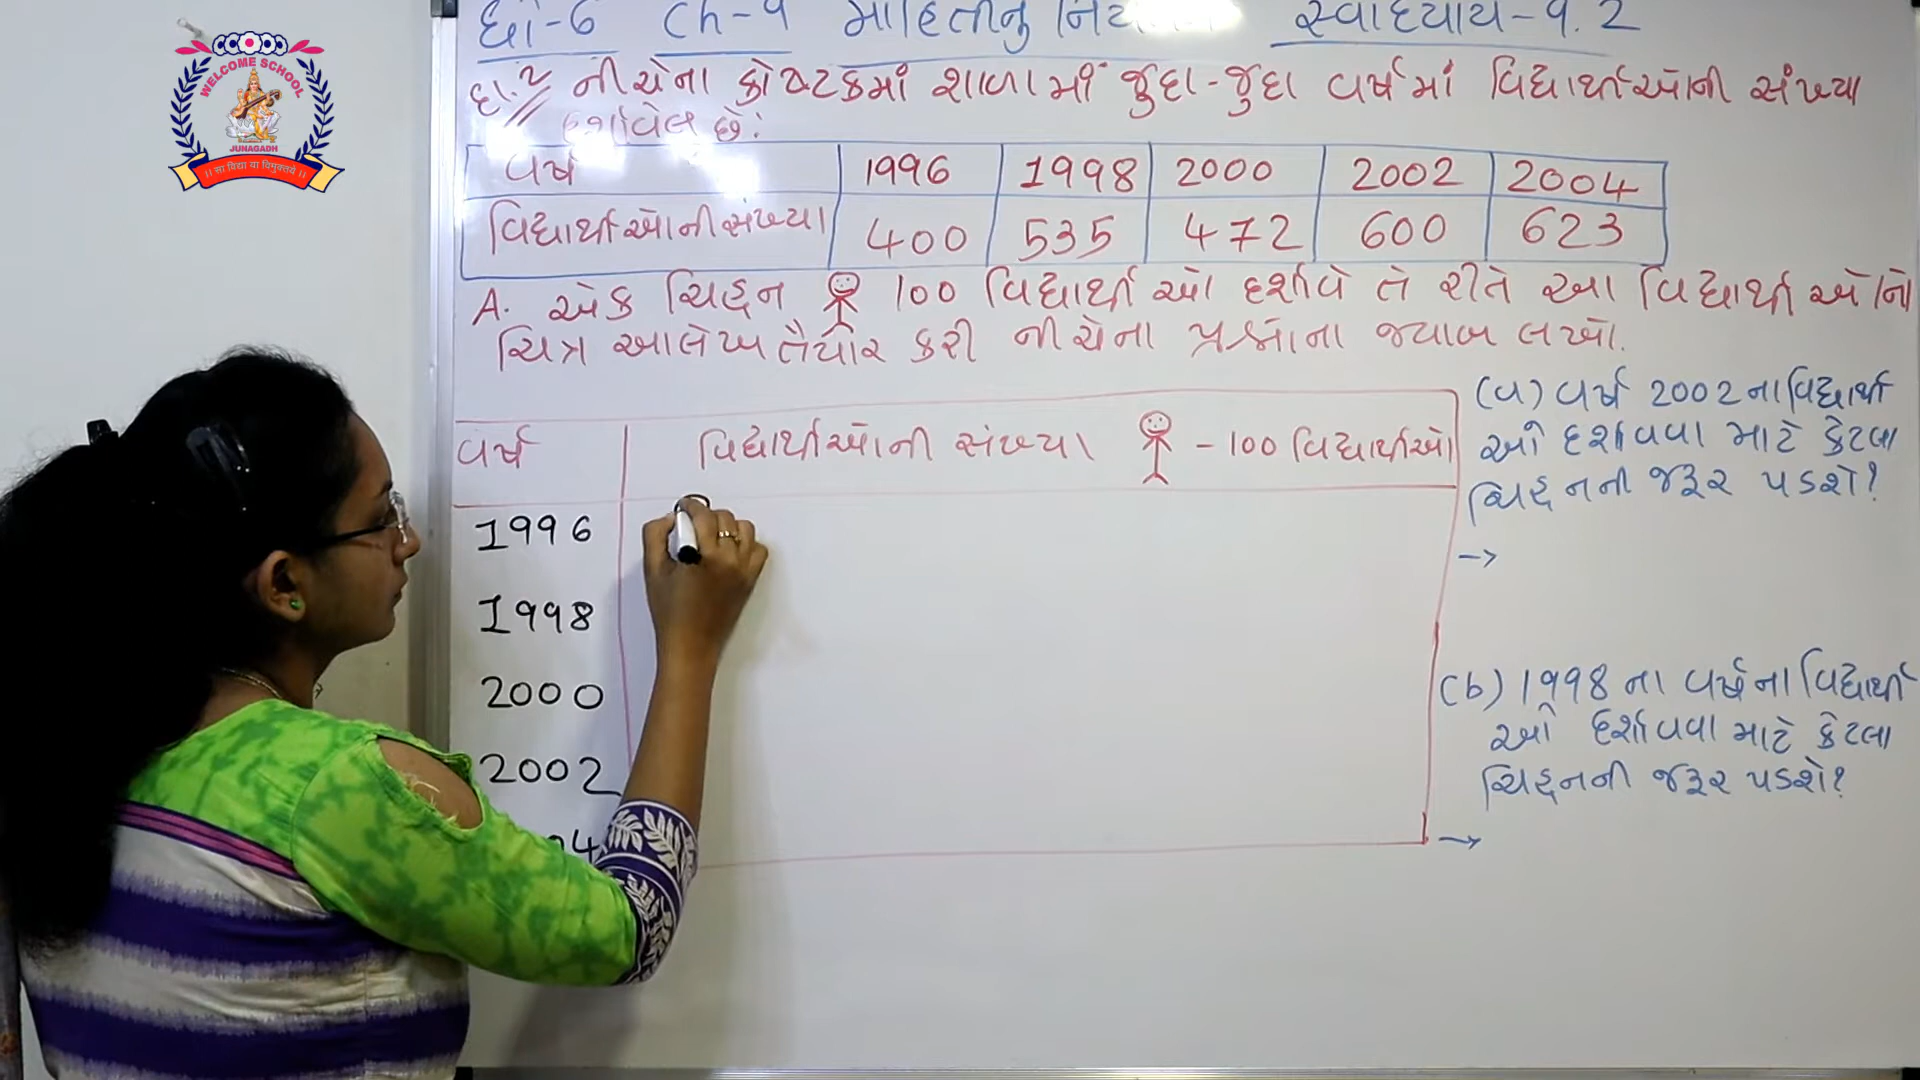 WELCOME SCHOOL
JUNAGADH
।। सा विद्या या विमुक्तये ।।
ધો-6 Ch-9 માહિતીનું સ્વાધ્યાય-9.2
દા.2 નીચેના કોષ્ટકમાં શાળામાં જુદા-જુદા વર્ષમાં વિદ્યાર્થીઓની સંખ્યા
દર્શાવેલ છે:
વર્ષ 1996 1998 2000 2002 2004
વિદ્યાર્થીઓની સંખ્યા 400 535 472 600 623
A. એક ચિહ્ન 100 વિદ્યાર્થીઓ દર્શાવે તે રીતે આ વિદ્યાર્થીઓનો
ચિત્ર આલેખ તૈયાર કરી નીચેના પ્રશ્નોના જવાબ લખો.
વર્ષ વિદ્યાર્થીઓની સંખ્યા - 100 વિદ્યાર્થીઓ
1996
1998
2000
2002
(a) વર્ષ 2002 ના વિદ્યાર્થી
ઓ દર્શાવવા માટે કેટલા
ચિહ્નની જરૂર પડશે?
→
(b) 1998 ના વર્ષના વિદ્યાર્થી
ઓ દર્શાવવા માટે કેટલા
ચિહ્નની જરૂર પડશે?
→